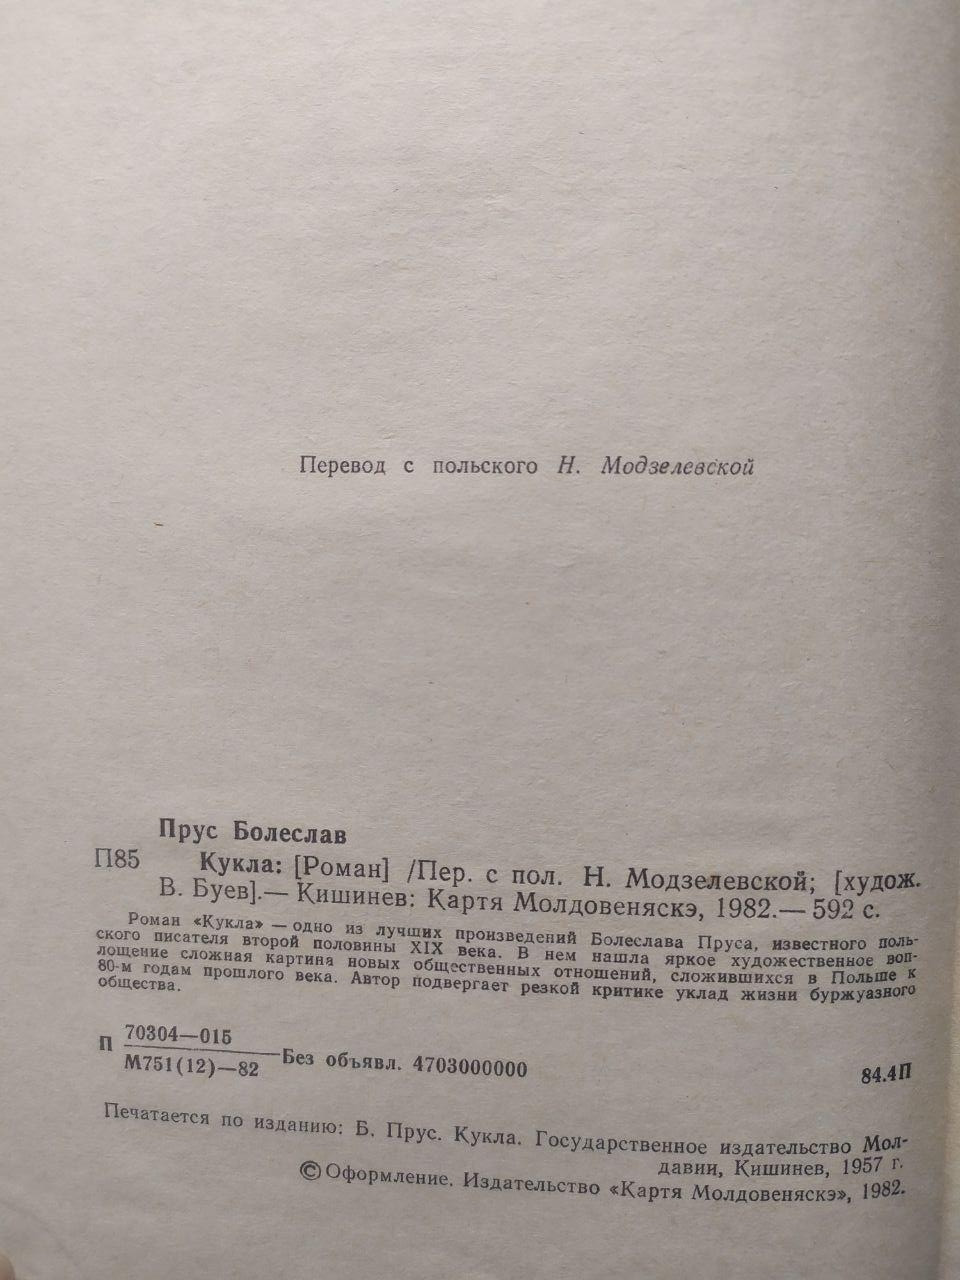 Перевод с польского Н. Модзелевской
Прус Болеслав
П85 Кукла: [Роман] /Пер. с пол. Н. Модзелевской; [худож.
В. Буев].— Кишинев: Картя Молдовеняскэ, 1982.— 592 с.
Роман «Кукла» — одно из лучших произведений Болеслава Пруса, известного поль-
ского писателя второй половины XIX века. В нем нашла яркое художественное воп-
лощение сложная картина новых общественных отношений, сложившихся в Польше к
80-м годам прошлого века. Автор подвергает резкой критике уклад жизни буржуазного
общества.
70304—015
П М751(12)—82 Без объявл. 4703000000
84.4П
Печатается по изданию: Б. Прус. Кукла. Государственное издательство Мол-
давии, Кишинев, 1957 г.
© Оформление. Издательство «Картя Молдовеняскэ», 1982.